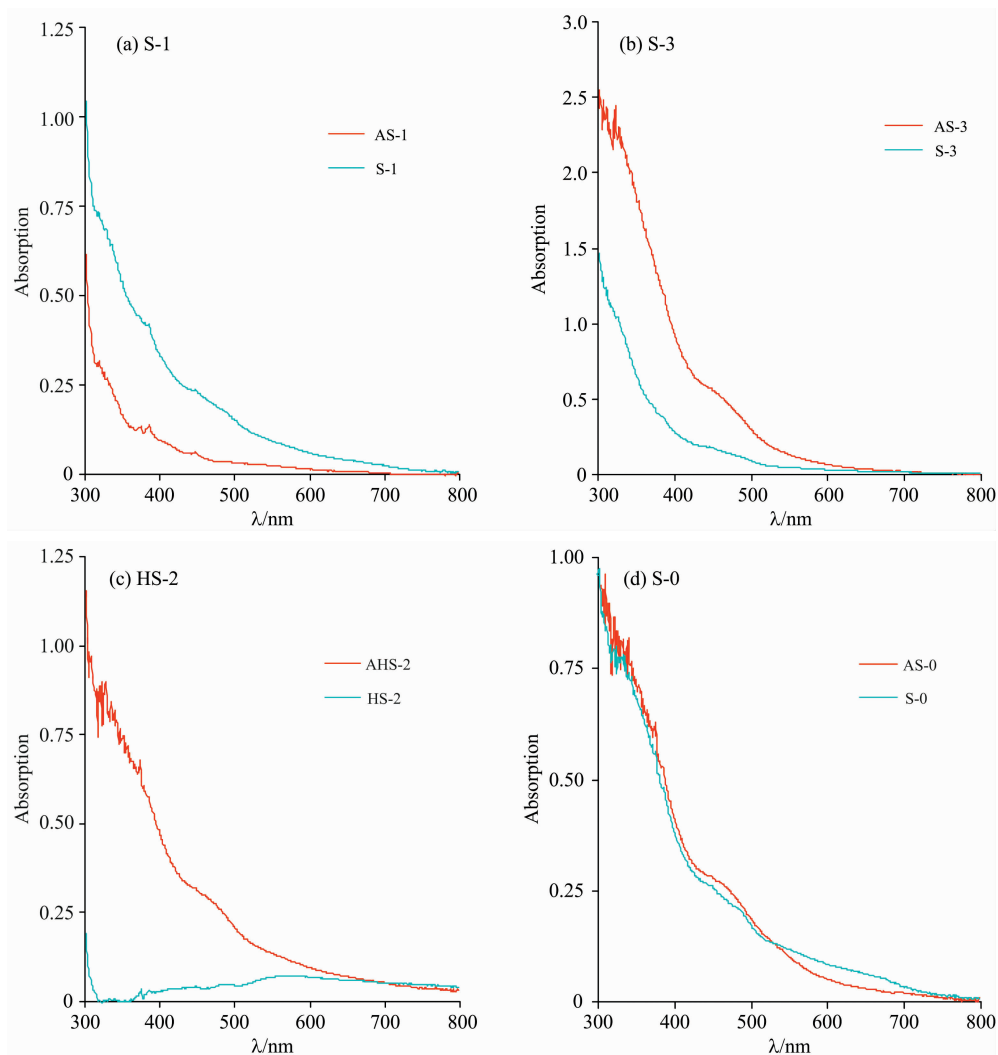 (a) S-1
1.25
1.00
0.75
0.50
0.25
0
Absorption
AS-1
S-1
300 400 500 600 700 800
λ/nm
(b) S-3
3.0
2.5
2.0
1.5
1.0
0.5
0
Absorption
AS-3
S-3
300 400 500 600 700 800
λ/nm
(c) HS-2
1.25
1.00
0.75
0.50
0.25
0
Absorption
AHS-2
HS-2
300 400 500 600 700 800
λ/nm
(d) S-0
1.00
0.75
0.50
0.25
0
Absorption
AS-0
S-0
300 400 500 600 700 800
λ/nm